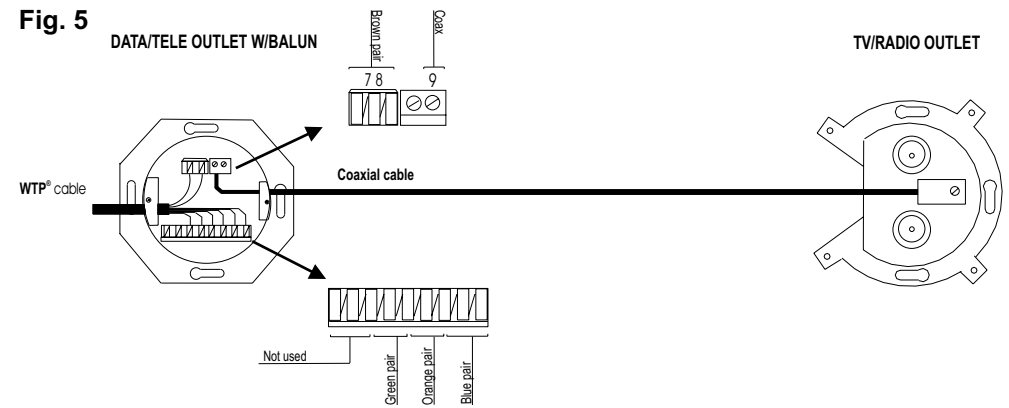 Fig. 5
DATA/TELE OUTLET W/BALUN
TV/RADIO OUTLET
Brown pair
Coax
7 8
9
WTP® cable
Coaxial cable
Not used
Green pair
Orange pair
Blue pair